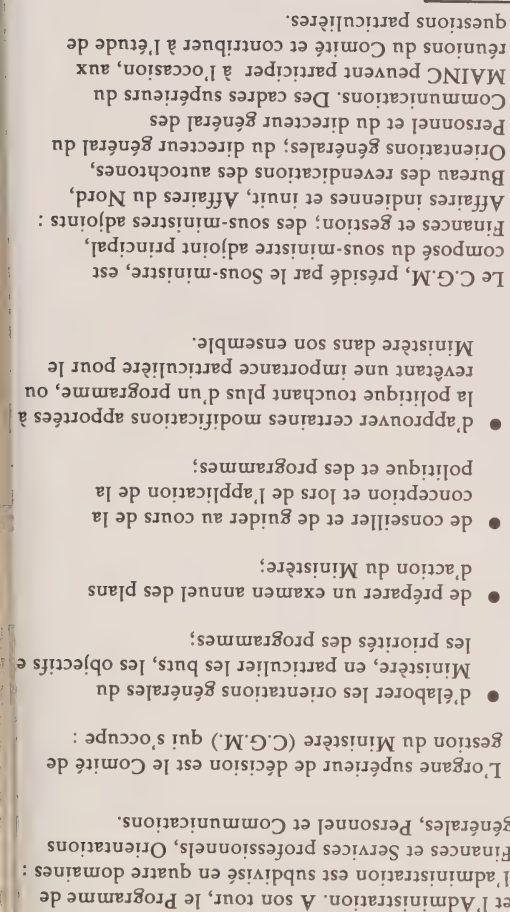 et l'Administration. A son tour, le Programme de
l'administration est subdivisé en quatre domaines :
Finances et Services professionnels, Orientations
générales, Personnel et Communications.
L'organe supérieur de décision est le Comité de
gestion du Ministère (C.G.M.) qui s'occupe :
● d'élaborer les orientations générales du
Ministère, en particulier les buts, les objectifs e
les priorités des programmes;
● de préparer un examen annuel des plans
d'action du Ministère;
● de conseiller et de guider au cours de la
conception et lors de l'application de la
politique et des programmes;
● d'approuver certaines modifications apportées à
la politique touchant plus d'un programme, ou
revêtant une importance particulière pour le
Ministère dans son ensemble.
Le C.G.M, présidé par le Sous-ministre, est
composé du sous-ministre adjoint principal,
Finances et gestion; des sous-ministres adjoints :
Affaires indiennes et inuit, Affaires du Nord,
Bureau des revendications des autochtones,
Orientations générales; du directeur général du
Personnel et du directeur général des
Communications. Des cadres supérieurs du
MAINC peuvent participer à l'occasion, aux
réunions du Comité et contribuer à l'étude de
questions particulières.